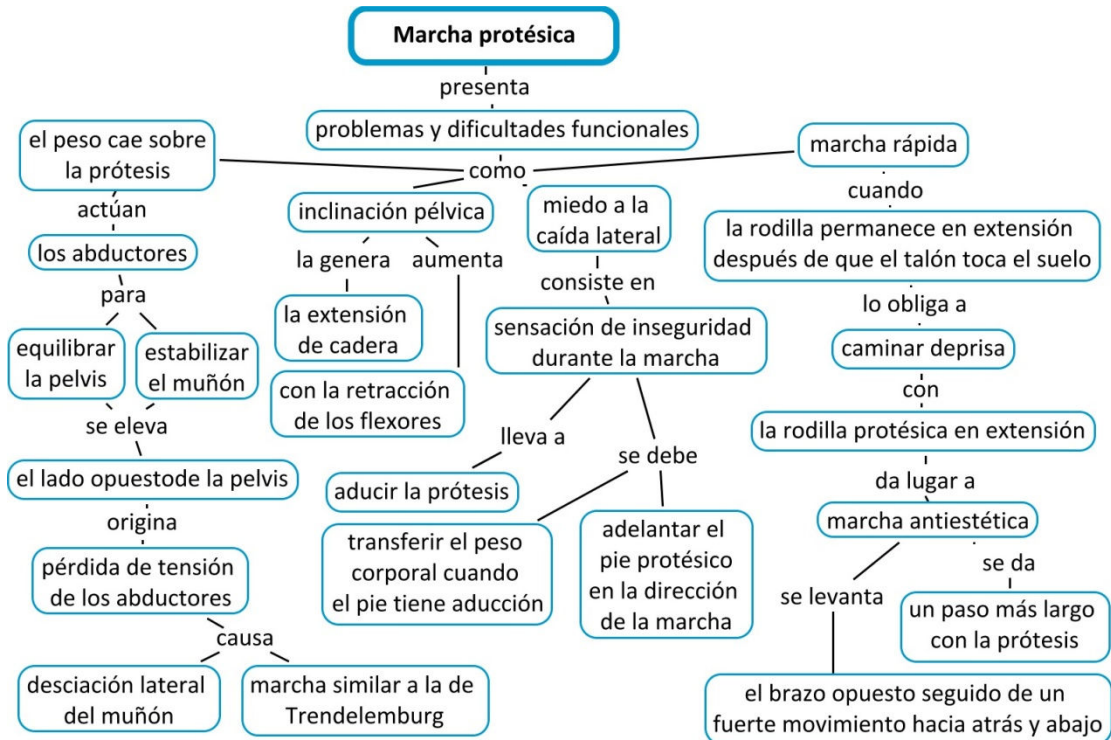 Marcha protésica
presenta
problemas y dificultades funcionales
como
el peso cae sobre
la prótesis
actúan
los abductores
para
equilibrar
la pelvis
estabilizar
el muñón
se eleva
el lado opuestode la pelvis
origina
pérdida de tensión
de los abductores
causa
desciación lateral
del muñón
marcha similar a la de
Trendelemburg
inclinación pélvica
la genera
aumenta
la extensión
de cadera
con la retracción
de los flexores
miedo a la
caída lateral
consiste en
sensación de inseguridad
durante la marcha
lleva a
se debe
aducir la prótesis
transferir el peso
corporal cuando
el pie tiene aducción
adelantar el
pie protésico
en la dirección
de la marcha
marcha rápida
cuando
la rodilla permanece en extensión
después de que el talón toca el suelo
lo obliga a
caminar deprisa
con
la rodilla protésica en extensión
da lugar a
marcha antiestética
se levanta
se da
un paso más largo
con la prótesis
el brazo opuesto seguido de un
fuerte movimiento hacia atrás y abajo